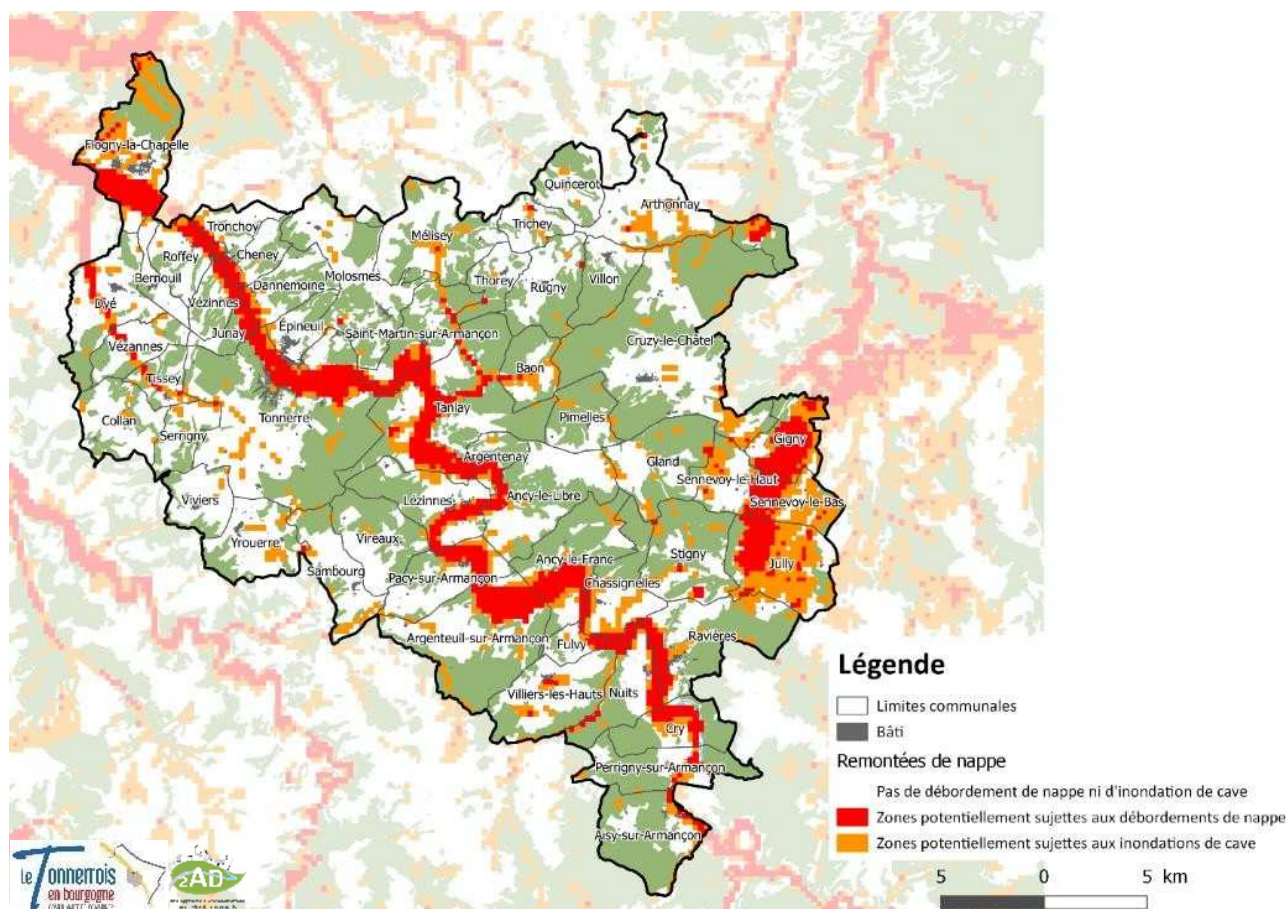 Flogny-la-Chapelle
Quincerot
Arthonnay
Tronchoy
Trichey
Mélisey
Roffey
Cheney
Bernouil
Molosmes
Thorey
Villon
Dannemoine
Rugny
Dyé
Vézinnes
Épineuil
Junay
Saint-Martin-sur-Armançon
Cruzy-le-Châtel
Vézannes
Baon
Tissey
Tanlay
Collan
Tonnerre
Pimelles
Serrigny
Gigny
Argentenay
Gland
Sennevoy-le-Haut
Viviers
Lézinnes
Ancy-le-Libre
Sennevoy-le-Bas
Yrouerre
Vireaux
Ancy-le-Franc
Stigny
Jully
Sambourg
Pacy-sur-Armançon
Chassignelles
Argenteuil-sur-Armançon
Ravières
Fulvy
Villiers-les-Hauts
Nuits
Cry
Perrigny-sur-Armançon
Aisy-sur-Armançon
Légende
Limites communales
Bâti
Remontées de nappe
Pas de débordement de nappe ni d'inondation de cave
Zones potentiellement sujettes aux débordements de nappe
Zones potentiellement sujettes aux inondations de cave
5 0 5 km
Le Tonnerrois
en bourgogne
2AD